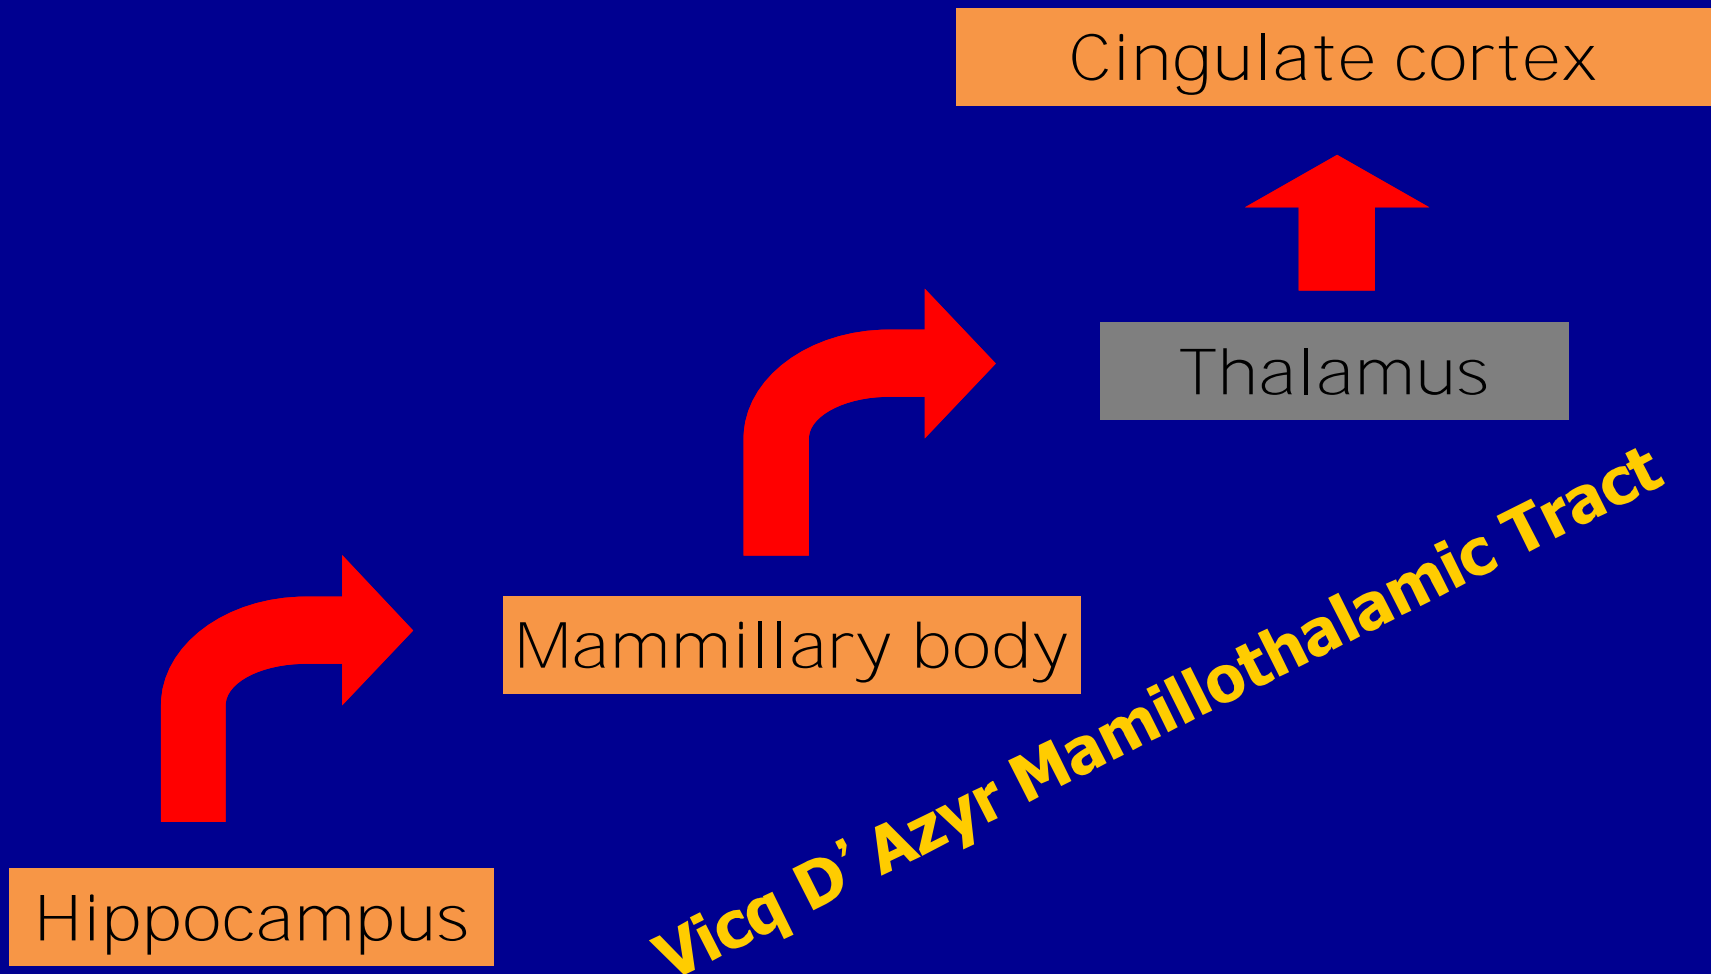 Cingulate cortex
Thalamus
Mammillary body
Hippocampus
Vicq D’ Azyr Mamillothalamic Tract